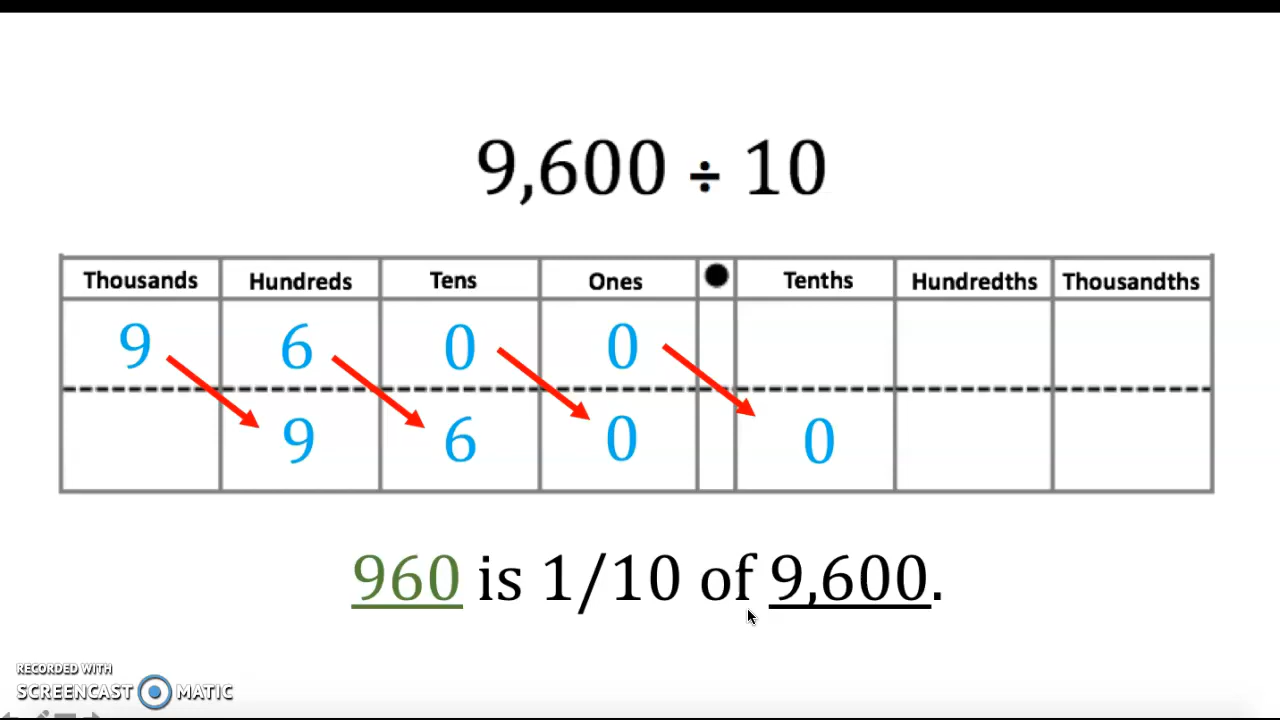 9,600 ÷ 10
Thousands Hundreds Tens Ones ● Tenths Hundredths Thousandths
9 6 0 0
9 6 0 0
960 is 1/10 of 9,600.
RECORDED WITH
SCREENCAST MATIC